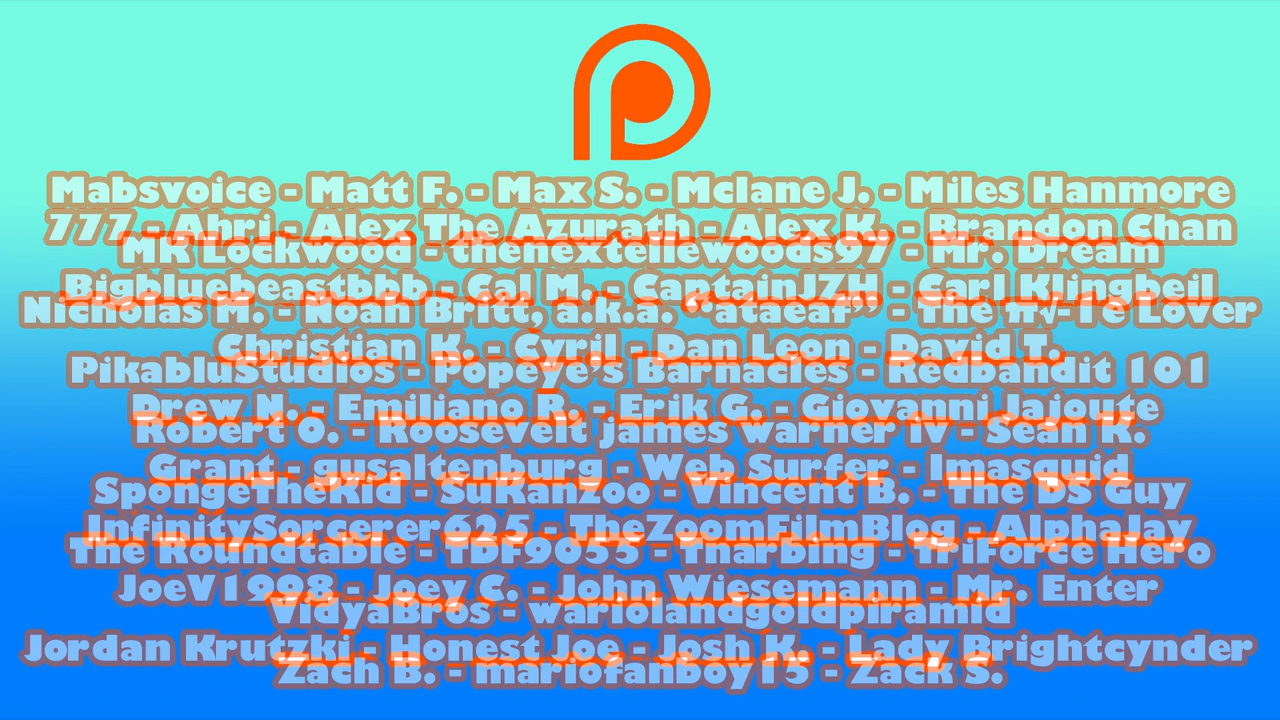 Mabsvoice - Matt F. - Max S. - Mclane J. - Miles Hanmore
777 - Ahri - Alex The Azurath - Alex K. - Brandon Chan
MK Lockwood - thenextellewoods97 - Mr. Dream
Bigbluebeastbbb - Cal M. - CaptainJZH - Carl Klingbeil
Nicholas M. - Noah Britt, a.k.a. “ataeaf” - The π√-1e Lover
Christian K. - Cyril - Dan Leon - David T.
PikabluStudios - Popeye’s Barnacles - Redbandit 101
Drew N. - Emiliano R. - Erik G. - Giovanni Jajoute
Robert O. - Roosevelt james warner iv - Sean K.
Grant - gusaltenburg - Web Surfer - Imasquid
SpongeTheKid - SuKanzoo - Vincent B. - The DS Guy
InfinitySorcerer625 - TheZoomFilmBlog - AlphaJay
The Roundtable - TDF9055 - Tharbing - TriForce Hero
JoeV1998 - Joey C. - John Wiesemann - Mr. Enter
VidyaBros - wariolandgoldpiramid
Jordan Krutzki - Honest Joe - Josh K. - Lady Brightcynder
Zach B. - mariofanboy15 - Zack S.